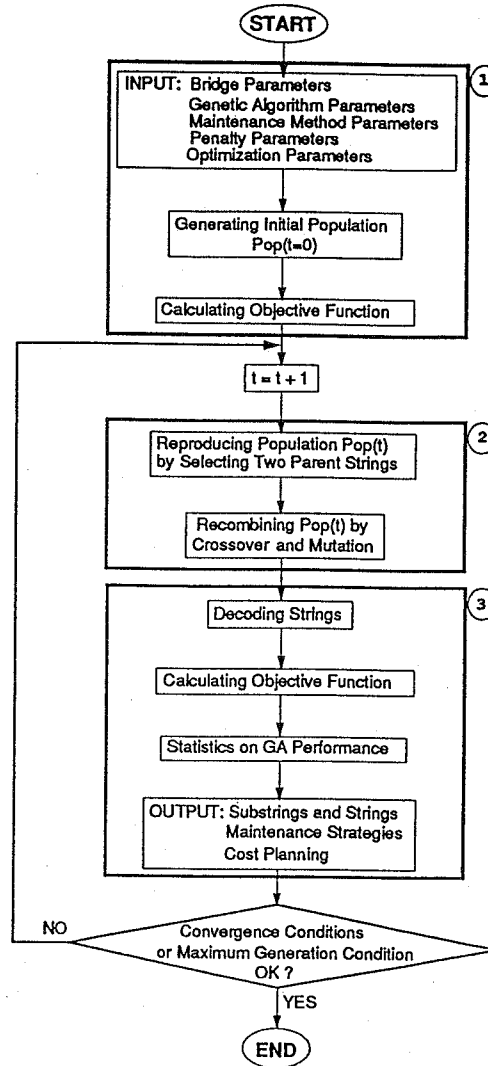 START
1
INPUT: Bridge Parameters
Genetic Algorithm Parameters
Maintenance Method Parameters
Penalty Parameters
Optimization Parameters
Generating Initial Population
Pop(t=0)
Calculating Objective Function
t = t + 1
2
Reproducing Population Pop(t)
by Selecting Two Parent Strings
Recombining Pop(t) by
Crossover and Mutation
3
Decoding Strings
Calculating Objective Function
Statistics on GA Performance
OUTPUT: Substrings and Strings
Maintenance Strategies
Cost Planning
NO
Convergence Conditions
or Maximum Generation Condition
OK ?
YES
END